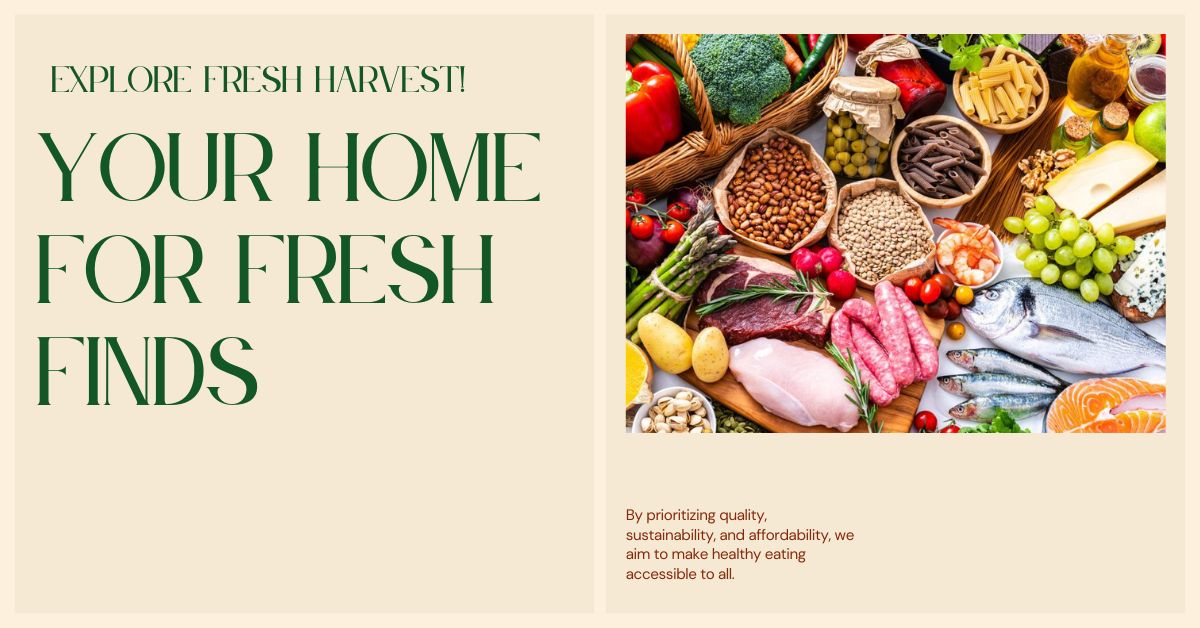 EXPLORE FRESH HARVEST!
YOUR HOME
FOR FRESH
FINDS
By prioritizing quality,
sustainability, and affordability, we
aim to make healthy eating
accessible to all.